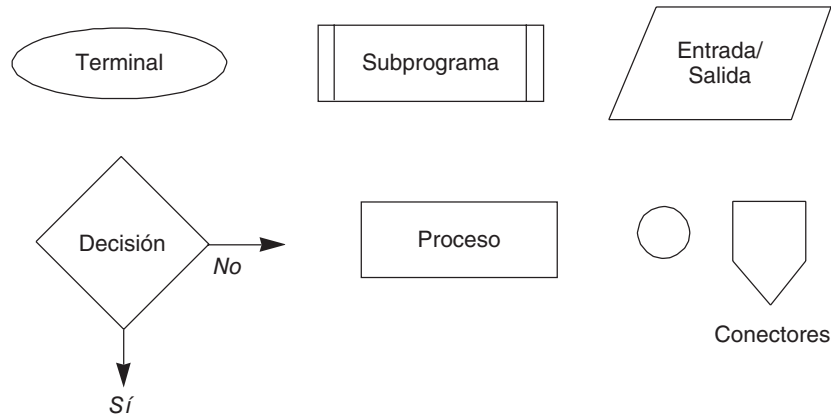 Terminal
Subprograma
Entrada/
Salida
Decisión
No
Proceso
Conectores
Sí